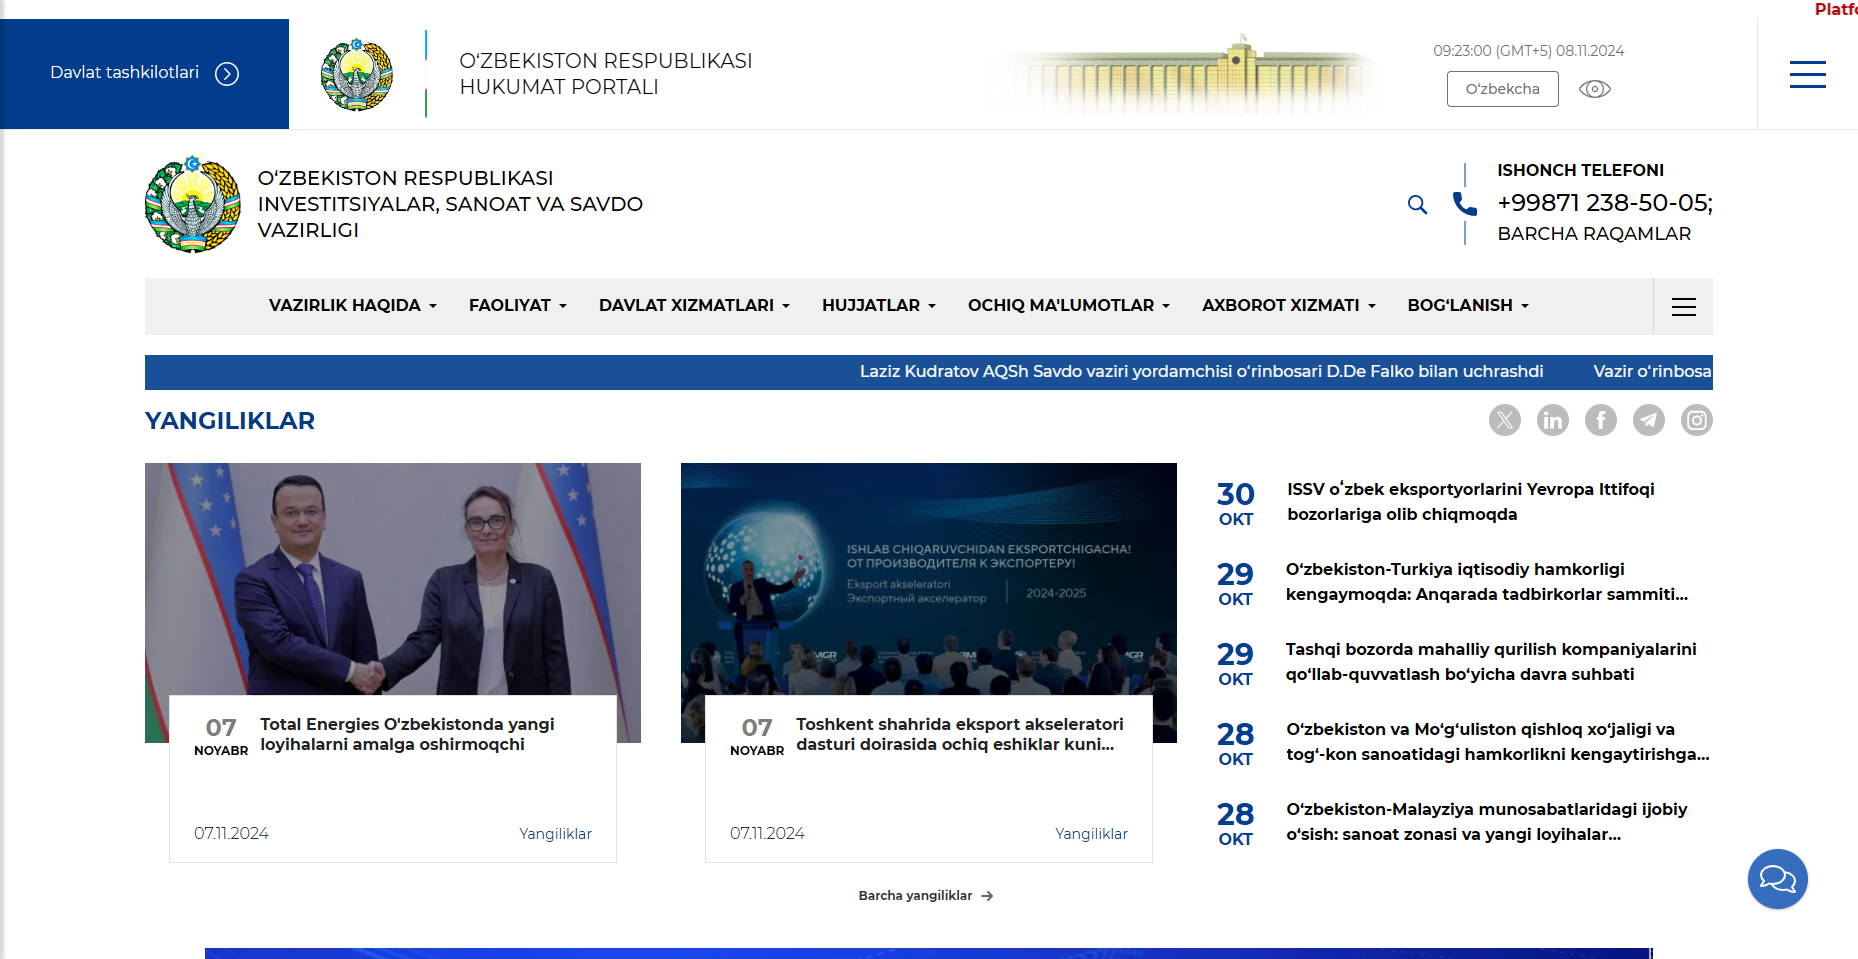 Platfo
Davlat tashkilotlari
O‘ZBEKISTON RESPUBLIKASI
HUKUMAT PORTALI
09:23:00 (GMT+5) 08.11.2024
O‘zbekcha
O‘ZBEKISTON RESPUBLIKASI
INVESTITSIYALAR, SANOAT VA SAVDO
VAZIRLIGI
ISHONCH TELEFONI
+99871 238-50-05;
BARCHA RAQAMLAR
VAZIRLIK HAQIDA FAOLIYAT DAVLAT XIZMATLARI HUJJATLAR OCHIQ MA'LUMOTLAR AXBOROT XIZMATI BOG‘LANISH
Laziz Kudratov AQSh Savdo vaziri yordamchisi o‘rinbosari D.De Falko bilan uchrashdi Vazir o‘rinbosa
YANGILIKLAR
07
NOYABR
Total Energies O'zbekistonda yangi
loyihalarni amalga oshirmoqchi
07.11.2024 Yangiliklar
ISHLAB CHIQARUVCHIDAN EKSPORTCHIGACHA!
ОТ ПРОИЗВОДИТЕЛЯ К ЭКСПОРТЕРУ!
Eksport akseleratori
Экспортный акселератор
2024-2025
07
NOYABR
Toshkent shahrida eksport akseleratori
dasturi doirasida ochiq eshiklar kuni...
07.11.2024 Yangiliklar
30
OKT
ISSV oʻzbek eksportyorlarini Yevropa Ittifoqi
bozorlariga olib chiqmoqda
29
OKT
O‘zbekiston-Turkiya iqtisodiy hamkorligi
kengaymoqda: Anqarada tadbirkorlar sammiti...
29
OKT
Tashqi bozorda mahalliy qurilish kompaniyalarini
qo‘llab-quvvatlash bo‘yicha davra suhbati
28
OKT
O‘zbekiston va Mo‘g‘uliston qishloq xo‘jaligi va
tog‘-kon sanoatidagi hamkorlikni kengaytirishga...
28
OKT
O‘zbekiston-Malayziya munosabatlaridagi ijobiy
o‘sish: sanoat zonasi va yangi loyihalar...
Barcha yangiliklar